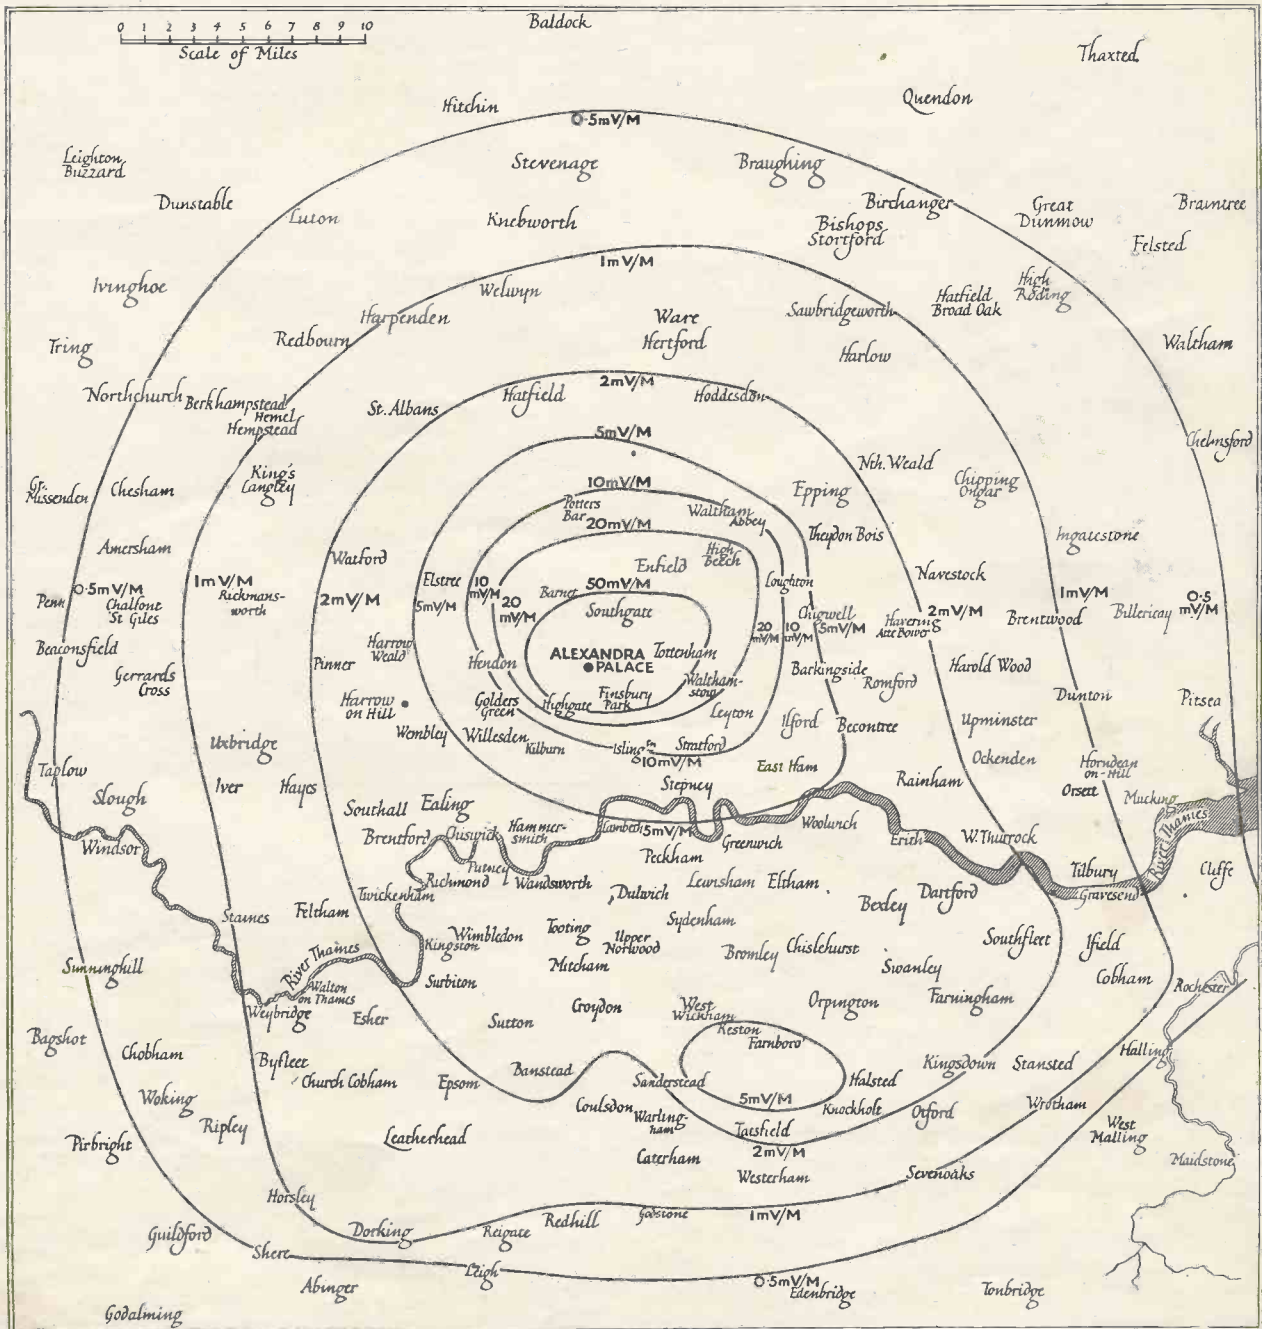 Baldock
0 1 2 3 4 5 6 7 8 9 10
Scale of Miles
Thaxted
Hitchin
Quendon
0·5mV/M
Leighton
Buzzard
Stevenage
Braughing
Dunstable
Luton
Knebworth
Birchanger
Bishops
Stortford
Great
Dunmow
Braintree
Felsted
1mV/M
Ivinghoe
Welwyn
High
Roding
Hatfield
Broad Oak
Harpenden
Ware
Sawbridgeworth
Tring
Redbourn
Hertford
Harlow
Waltham
2mV/M
Northchurch
Berkhampstead
Hemel
Hempstead
St. Albans
Hatfield
Hoddesdon
5mV/M
Chelmsford
Gt.
Missenden
Chesham
King's
Langley
10mV/M
Nth. Weald
Chipping
Ongar
Epping
Potters
Bar
Waltham
Abbey
20mV/M
Theydon Bois
Ingatestone
Amersham
Watford
Enfield
High
Beech
Elstree
Barnet
50mV/M
Loughton
Navestock
Penn
0·5mV/M
Chalfont
St Giles
1mV/M
Rickmans-
worth
2mV/M
5mV/M
10
mV/M
20
mV/M
Southgate
20
mV/M
10
mV/M
Chigwell
5mV/M
Havering
Atte Bower
2mV/M
1mV/M
Brentwood
Billericay
0·5
mV/M
Beaconsfield
Gerrards
Cross
Pinner
Harrow
Weald
Hendon
ALEXANDRA
PALACE
Tottenham
Barkingside
Romford
Harold Wood
Harrow
on Hill
Golders
Green
Highgate
Finsbury
Park
Waltham-
stow
Dunton
Pitsea
Leyton
Ilford
Becontree
Upminster
Uxbridge
Wembley
Willesden
Kilburn
Islingtn
Stratford
10mV/M
East Ham
Ockenden
Horndean
on-Hill
Taplow
Slough
Iver
Hayes
Stepney
Rainham
Orsett
Mucking
Southall
Ealing
Brentford
Chiswick
Hammer-
smith
Lambeth
5mV/M
Greenwich
Woolwich
Erith
W. Thurrock
River Thames
Windsor
Putney
Richmond
Wandsworth
Peckham
Lewisham
Eltham
Tilbury
Gravesend
Cliffe
Twickenham
Dulwich
Bexley
Dartford
Staines
Feltham
Sydenham
Kingston
Wimbledon
Tooting
Upper
Norwood
Bromley
Chislehurst
Southfleet
Ifield
Sunninghill
River Thames
Mitcham
Swanley
Cobham
Surbiton
Rochester
Walton
on Thames
Weybridge
Esher
Sutton
Croydon
West
Wickham
Orpington
Farningham
Bagshot
Keston
Farnboro'
Chobham
Byfleet
Church Cobham
Epsom
Banstead
Sanderstead
Halsted
Kingsdown
Stansted
Halling
Woking
Coulsdon
5mV/M
Knockholt
Otford
Wrotham
Pirbright
Ripley
Leatherhead
Warling-
ham
Tatsfield
2mV/M
West
Malling
Caterham
Westerham
Sevenoaks
Maidstone
Horsley
Guildford
Dorking
Reigate
Redhill
Godstone
1mV/M
Shere
Leigh
0·5mV/M
Abinger
Edenbridge
Tonbridge
Godalming